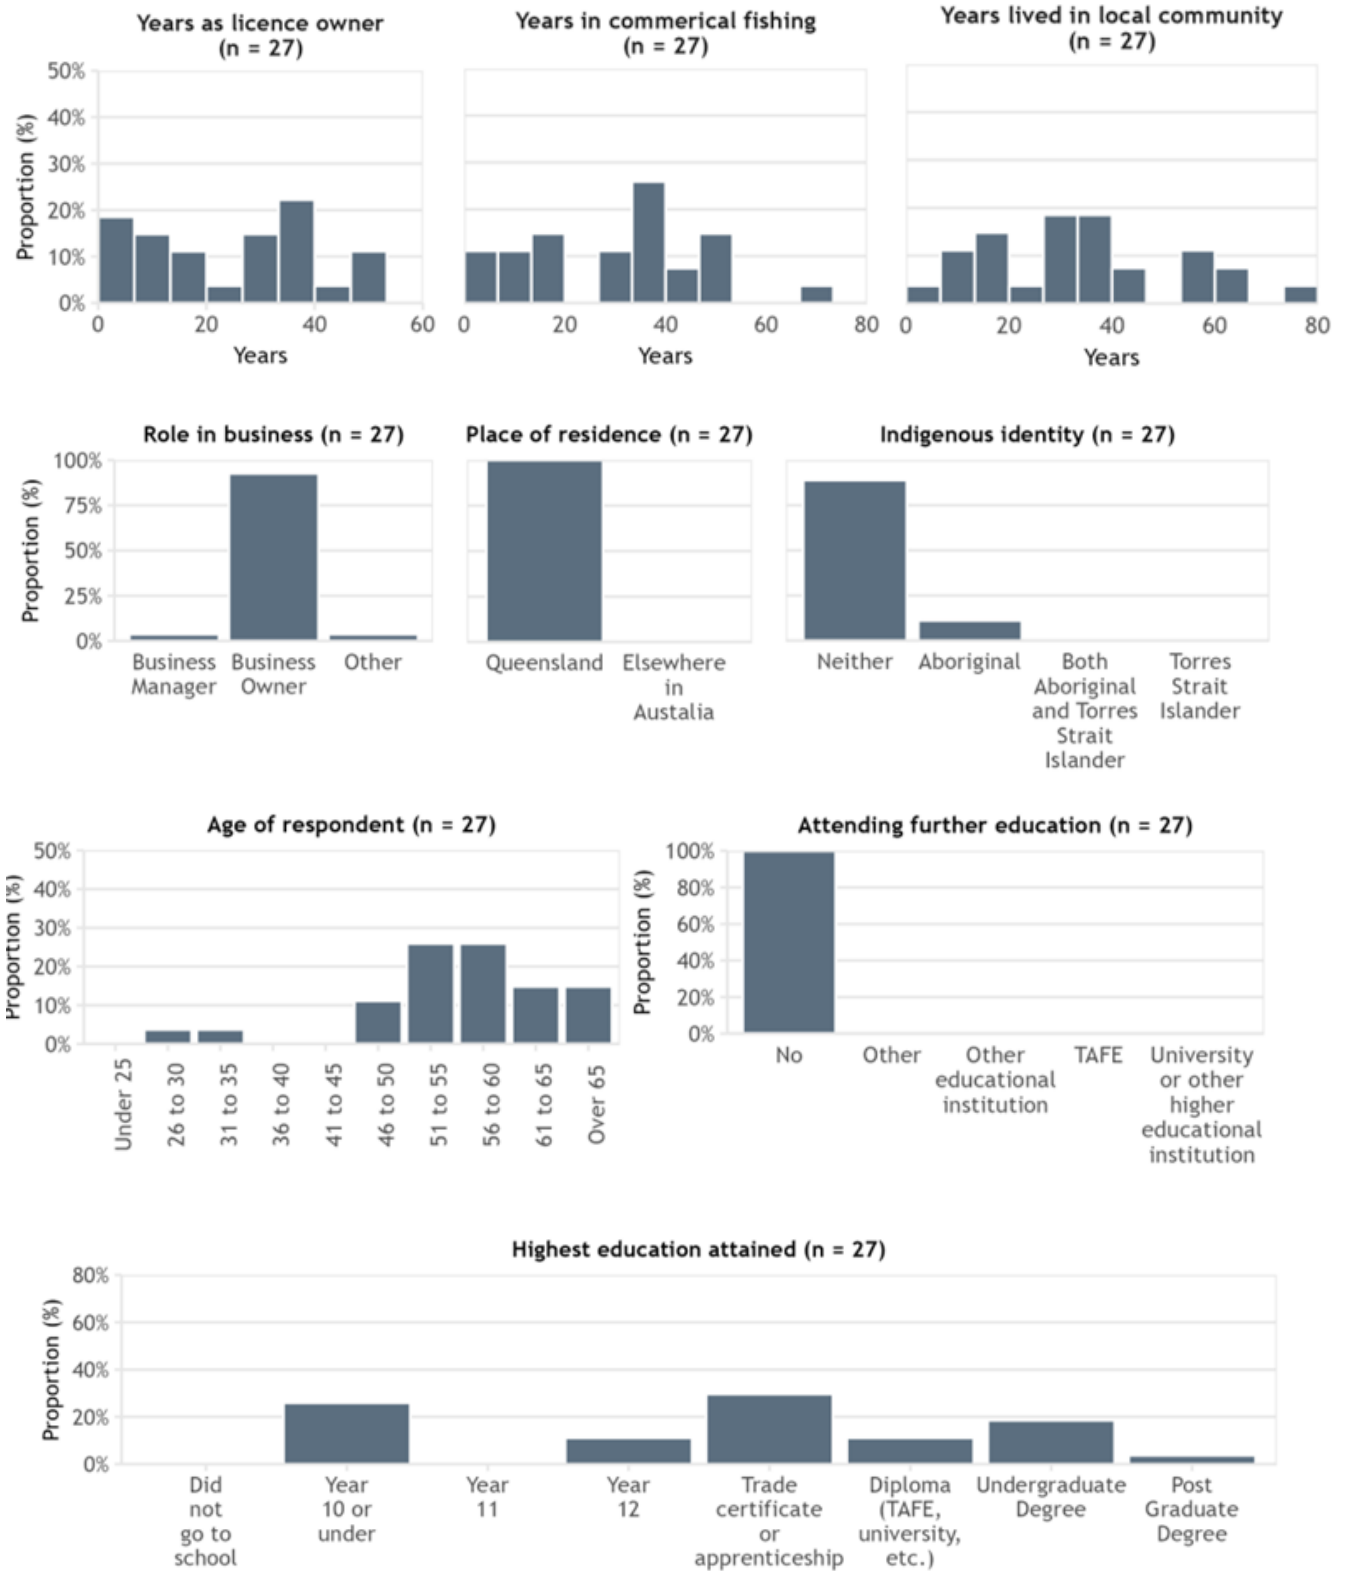 Years as licence owner
(n = 27)
Years in commerical fishing
(n = 27)
Years lived in local community
(n = 27)
Proportion (%)
50%
40%
30%
20%
10%
0%
0 20 40 60
0 20 40 60 80
0 20 40 60 80
Years
Years
Years
Role in business (n = 27)
Place of residence (n = 27)
Indigenous identity (n = 27)
Proportion (%)
100%
75%
50%
25%
0%
Business
Manager
Business
Owner
Other
Queensland
Elsewhere
in
Austalia
Neither
Aboriginal
Both
Aboriginal
and Torres
Strait
Islander
Torres
Strait
Islander
Age of respondent (n = 27)
Proportion (%)
50%
40%
30%
20%
10%
0%
Under 25
26 to 30
31 to 35
36 to 40
41 to 45
46 to 50
51 to 55
56 to 60
61 to 65
Over 65
Attending further education (n = 27)
Proportion (%)
100%
80%
60%
40%
20%
0%
No
Other
Other
educational
institution
TAFE
University
or other
higher
educational
institution
Highest education attained (n = 27)
Proportion (%)
80%
60%
40%
20%
0%
Did
not
go to
school
Year
10 or
under
Year
11
Year
12
Trade
certificate
or
apprenticeship
Diploma
(TAFE,
university,
etc.)
Undergraduate
Degree
Post
Graduate
Degree